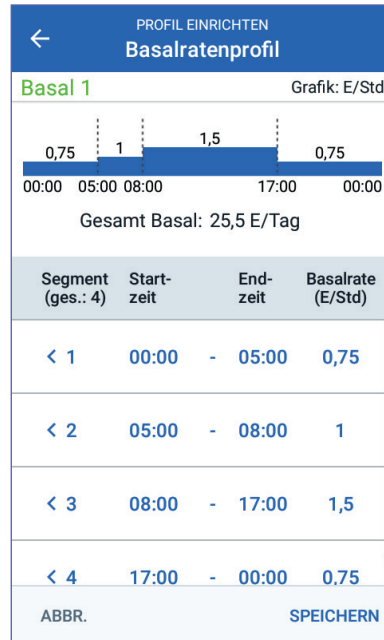 PROFIL EINRICHTEN
Basalratenprofil
Basal 1 Grafik: E/Std
0,75 1 1,5 0,75
00:00 05:00 08:00 17:00 00:00
Gesamt Basal: 25,5 E/Tag
Segment Start- End- Basalrate
(ges.: 4) zeit zeit (E/Std)
< 1 00:00 - 05:00 0,75
< 2 05:00 - 08:00 1
< 3 08:00 - 17:00 1,5
< 4 17:00 - 00:00 0,75
ABBR. SPEICHERN